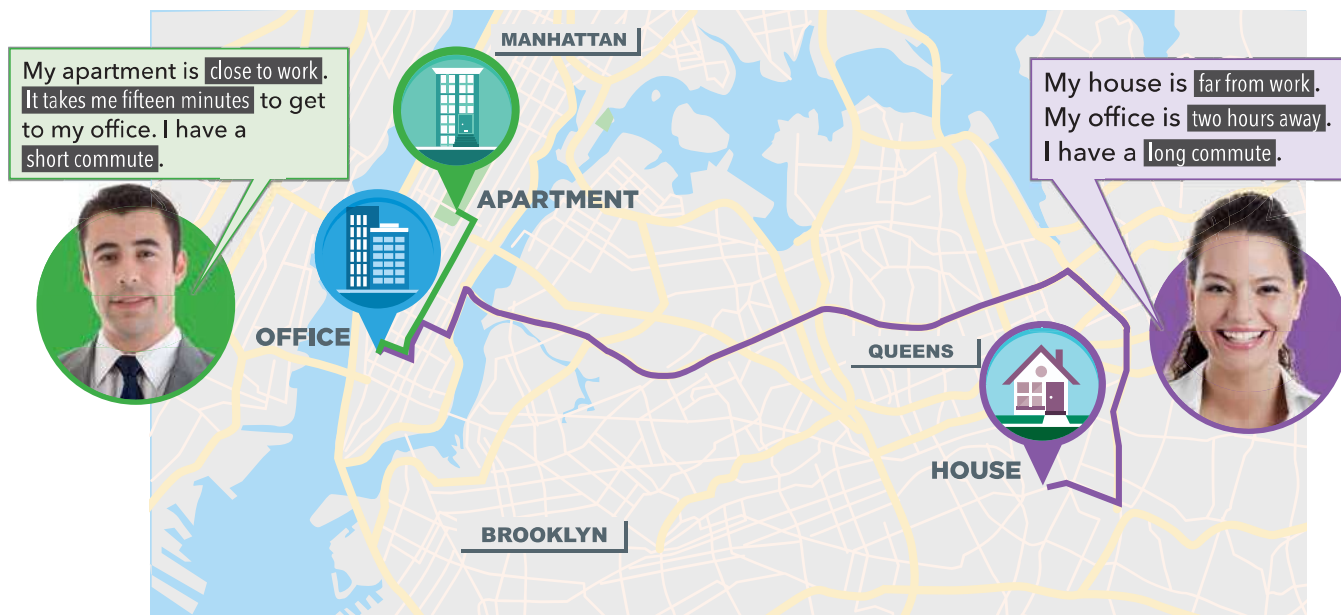 My apartment is close to work.
It takes me fifteen minutes to get
to my office. I have a
short commute.
MANHATTAN
My house is far from work.
My office is two hours away.
I have a long commute.
APARTMENT
OFFICE
QUEENS
HOUSE
BROOKLYN